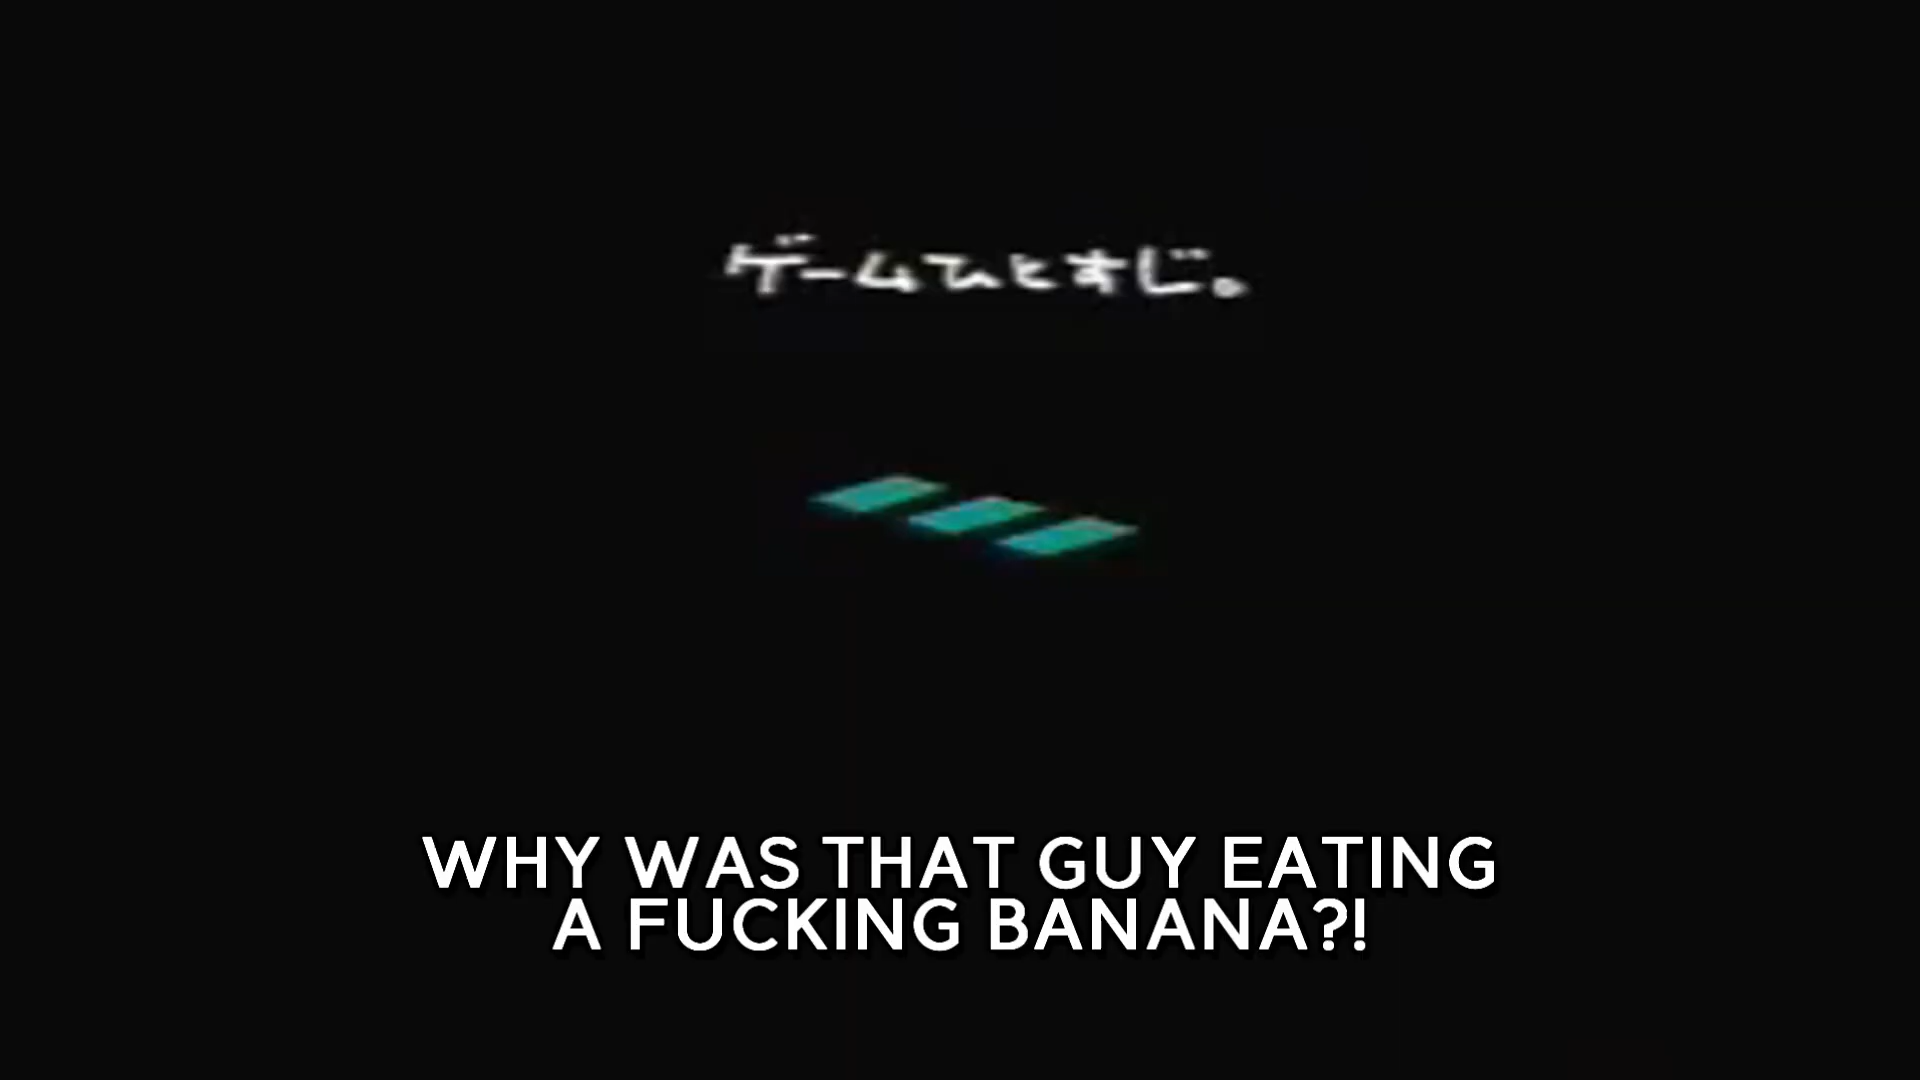 ゲームひとすじ。
WHY WAS THAT GUY EATING
A FUCKING BANANA?!